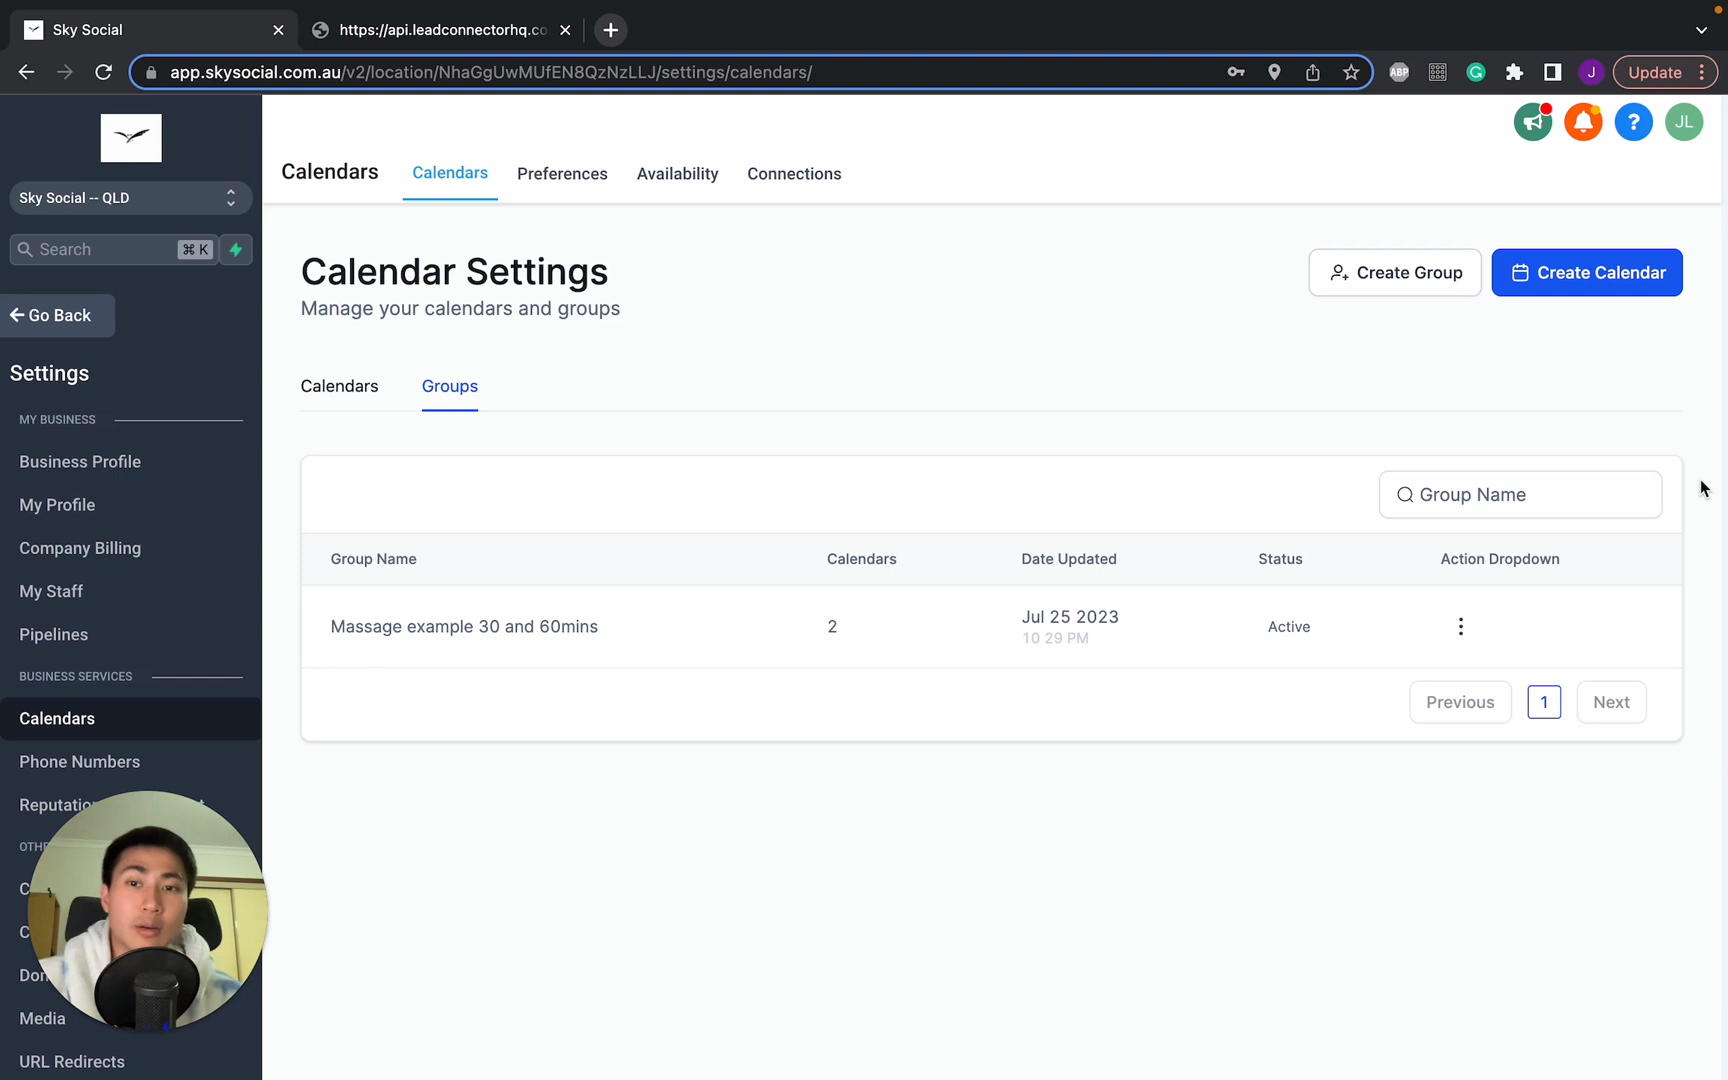 Sky Social
https://api.leadconnectorhq.co
app.skysocial.com.au/v2/location/NhaGgUwMUfEN8QzNzLLJ/settings/calendars/
ABP
G
J
Update
JL
?
Sky Social -- QLD
Search
⌘ K
Go Back
Settings
MY BUSINESS
Business Profile
My Profile
Company Billing
My Staff
Pipelines
BUSINESS SERVICES
Calendars
Phone Numbers
Media
URL Redirects
Calendars
Calendars
Preferences
Availability
Connections
Calendar Settings
Manage your calendars and groups
Create Group
Create Calendar
Calendars
Groups
Group Name
Group Name Calendars Date Updated Status Action Dropdown
Massage example 30 and 60mins 2 Jul 25 2023 Active
10 29 PM
Previous 1 Next